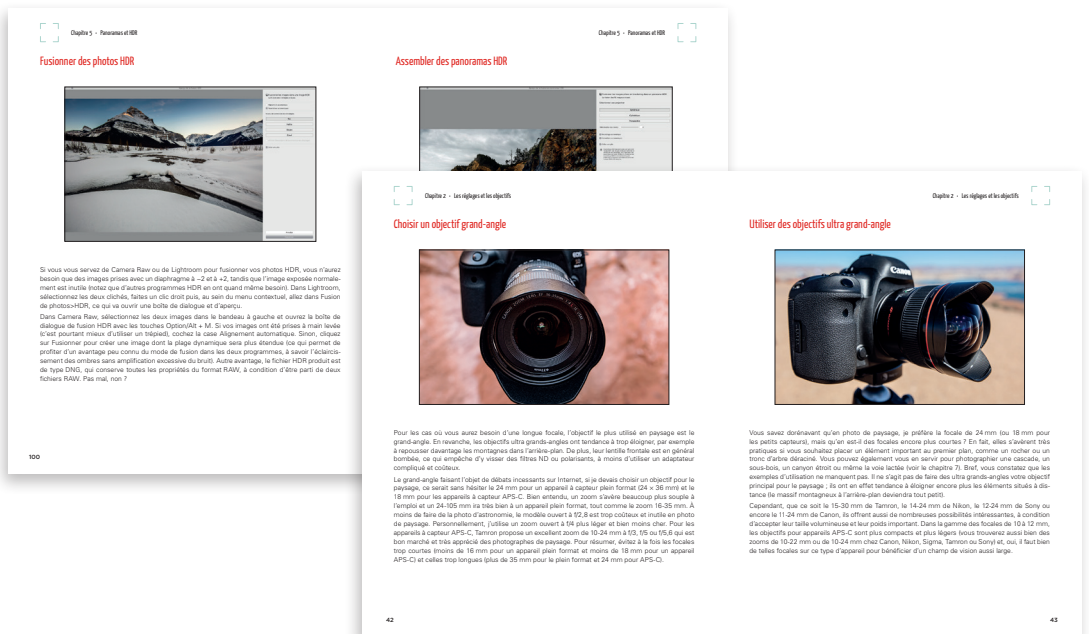 Chapitre 5 - Panoramas et HDR
Fusionner des photos HDR
Si vous vous servez de Camera Raw ou de Lightroom pour fusionner vos photos HDR, vous n'aurez
besoin que des images prises avec un diaphragme à –2 et +2, tandis que l'image exposée normale-
ment est inutile (notez que d'autres programmes HDR en ont quand même besoin). Dans Lightroom,
sélectionnez les deux clichés, faites un clic droit puis, au sein du menu contextuel, allez dans Fusion
de photos>HDR, ce qui va ouvrir une boîte de dialogue et d'aperçu.
Dans Camera Raw, sélectionnez les deux images dans le bandeau à gauche et ouvrez la boîte de
dialogue de fusion HDR avec les touches Option/Alt + M. Si vos images ont été prises à main levée
(c'est pourtant mieux d'utiliser un trépied), cochez la case Alignement automatique. Sinon, cliquez
sur Fusionner pour créer une image dont la plage dynamique sera plus étendue (ce qui permet de
profiter d'un avantage peu connu du mode de fusion dans les deux programmes, à savoir l'éclaircis-
sement des ombres sans amplification excessive du bruit). Autre avantage, le fichier HDR produit est
de type DNG, qui conserve toutes les propriétés du format RAW, à condition d'être parti de deux
fichiers RAW. Pas mal, non ?
100
Chapitre 5 - Panoramas et HDR
Assembler des panoramas HDR
Chapitre 2 - Les réglages et les objectifs
Choisir un objectif grand-angle
Canon
EOS
5D
Pour les cas où vous aurez besoin d'une longue focale, l'objectif le plus utilisé en paysage est le
grand-angle. En revanche, les objectifs ultra grands-angles ont tendance à trop éloigner, par exemple
à repousser davantage les montagnes dans l'arrière-plan. De plus, leur lentille frontale est en général
bombée, ce qui empêche d'y visser des filtres ND ou polarisants, à moins d'utiliser un adaptateur
compliqué et coûteux.
Le grand-angle faisant l'objet de débats incessants sur Internet, si je devais choisir un objectif pour le
paysage, ce serait sans hésiter le 24 mm pour un appareil à capteur plein format (24 × 36 mm) et le
18 mm pour les appareils à capteur APS-C. Bien entendu, un zoom s'avère beaucoup plus souple à
l'emploi et un 24-105 mm ira très bien à un appareil plein format, tout comme le zoom 16-35 mm. À
moins de faire de la photo d'astronomie, le modèle ouvert à f/2,8 est trop coûteux et inutile en photo
de paysage. Personnellement, j'utilise un zoom ouvert à f/4 plus léger et bien moins cher. Pour les
appareils à capteur APS-C, Tamron propose un excellent zoom de 10-24 mm à f/3, f/5 ou f/5,6 qui est
bon marché et très apprécié des photographes de paysage. Pour résumer, évitez à la fois les focales
trop courtes (moins de 16 mm pour un appareil plein format et moins de 18 mm pour un appareil
APS-C) et celles trop longues (plus de 35 mm pour le plein format et 24 mm pour APS-C).
42
Chapitre 2 - Les réglages et les objectifs
Utiliser des objectifs ultra grand-angle
Canon
Vous savez dorénavant qu'en photo de paysage, je préfère la focale de 24 mm (ou 18 mm pour
les petits capteurs), mais qu'en est-il des focales encore plus courtes ? En fait, elles s'avèrent très
pratiques si vous souhaitez placer un élément important au premier plan, comme un rocher ou un
tronc d'arbre déraciné. Vous pouvez également vous en servir pour photographier une cascade, un
sous-bois, un canyon étroit ou même la voie lactée (voir le chapitre 7). Bref, vous constatez que les
exemples d'utilisation ne manquent pas. Il ne s'agit pas de faire des ultra grands-angles votre objectif
principal pour le paysage ; ils ont en effet tendance à éloigner encore plus les éléments situés à dis-
tance (le massif montagneux à l'arrière-plan deviendra tout petit).
Cependant, que ce soit le 15-30 mm de Tamron, le 14-24 mm de Nikon, le 12-24 mm de Sony ou
encore le 11-24 mm de Canon, ils offrent aussi de nombreuses possibilités intéressantes, à condition
d'accepter leur taille volumineuse et leur poids important. Dans la gamme des focales de 10 à 12 mm,
les objectifs pour appareils APS-C sont plus compacts et plus légers (vous trouverez aussi bien des
zooms de 10-22 mm ou de 10-24 mm chez Canon, Nikon, Sigma, Tamron ou Sony) et, oui, il faut bien
de telles focales sur ce type d'appareil pour bénéficier d'un champ de vision aussi large.
43